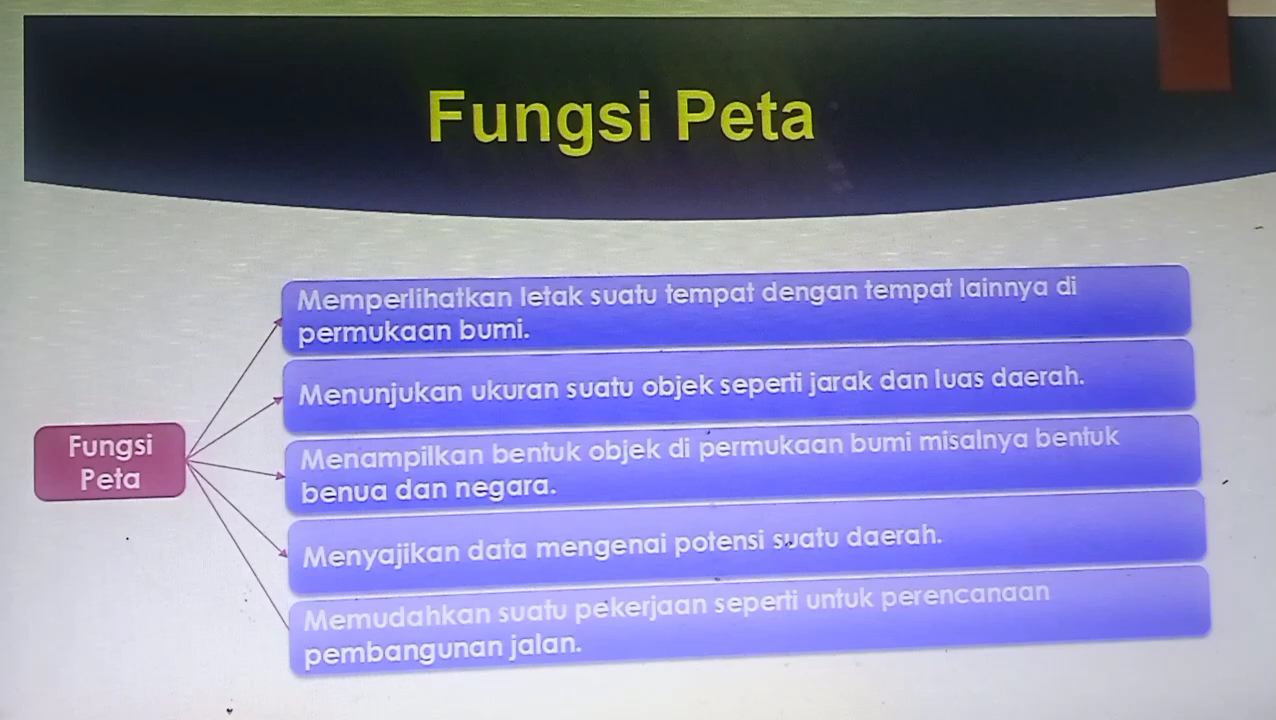 Fungsi Peta
Fungsi
Peta
Memperlihatkan letak suatu tempat dengan tempat lainnya di
permukaan bumi.
Menunjukan ukuran suatu objek seperti jarak dan luas daerah.
Menampilkan bentuk objek di permukaan bumi misalnya bentuk
benua dan negara.
Menyajikan data mengenai potensi suatu daerah.
Memudahkan suatu pekerjaan seperti untuk perencanaan
pembangunan jalan.